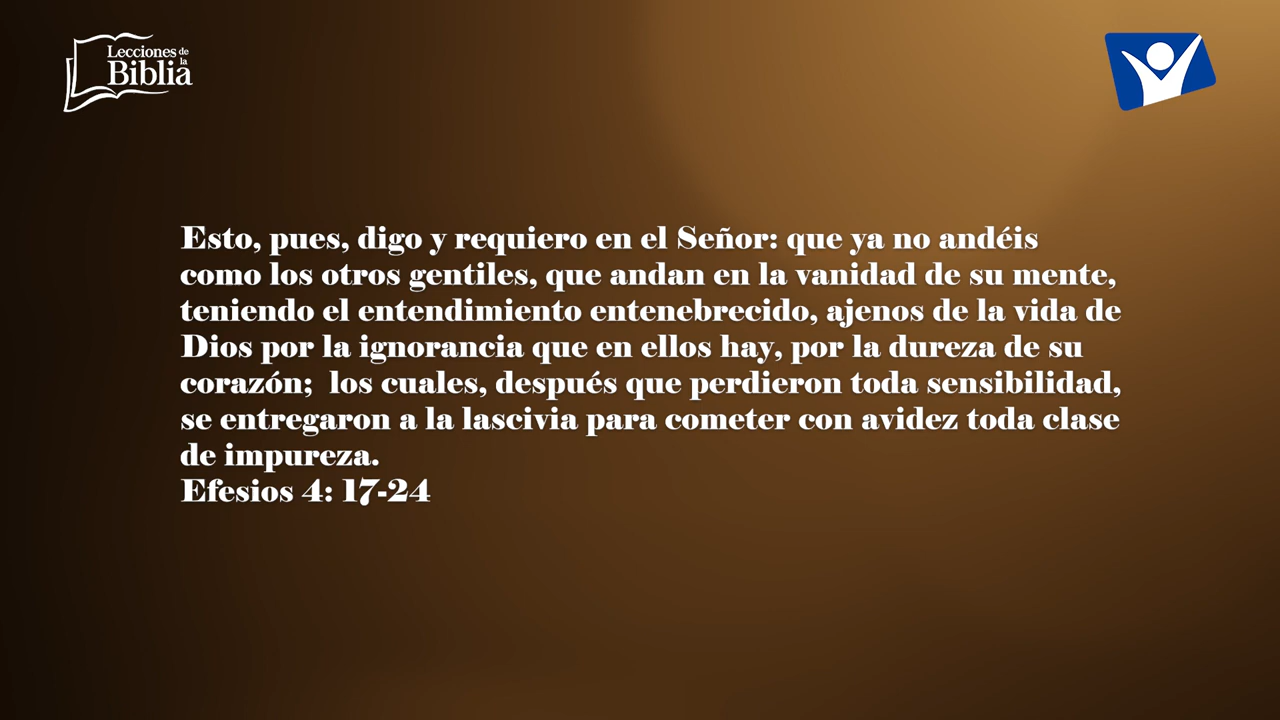 Lecciones de
la
Biblia
Esto, pues, digo y requiero en el Señor: que ya no andéis
como los otros gentiles, que andan en la vanidad de su mente,
teniendo el entendimiento entenebrecido, ajenos de la vida de
Dios por la ignorancia que en ellos hay, por la dureza de su
corazón;  los cuales, después que perdieron toda sensibilidad,
se entregaron a la lascivia para cometer con avidez toda clase
de impureza.
Efesios 4: 17-24